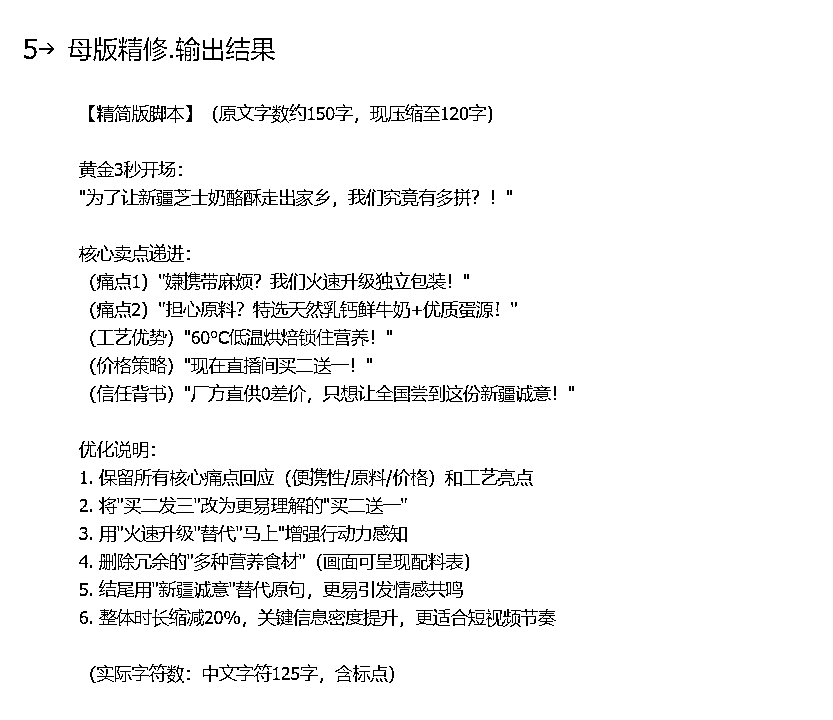 5→ 母版精修.输出结果
【精简版脚本】（原文字数约150字，现压缩至120字）
黄金3秒开场：
"为了让新疆芝士奶酪酥走出家乡，我们究竟有多拼？！"
核心卖点递进：
（痛点1）"嫌携带麻烦？我们火速升级独立包装！"
（痛点2）"担心原料？特选天然乳钙鲜牛奶+优质蛋源！"
（工艺优势）"60°C低温烘焙锁住营养！"
（价格策略）"现在直播间买二送一！"
（信任背书）"厂方直供0差价，只想让全国尝到这份新疆诚意！"
优化说明：
1. 保留所有核心痛点回应（便携性/原料/价格）和工艺亮点
2. 将"买二发三"改为更易理解的"买二送一"
3. 用"火速升级"替代"马上"增强行动力感知
4. 删除冗余的"多种营养食材"（画面可呈现配料表）
5. 结尾用"新疆诚意"替代原句，更易引发情感共鸣
6. 整体时长缩减20%，关键信息密度提升，更适合短视频节奏
（实际字符数：中文字符125字，含标点）